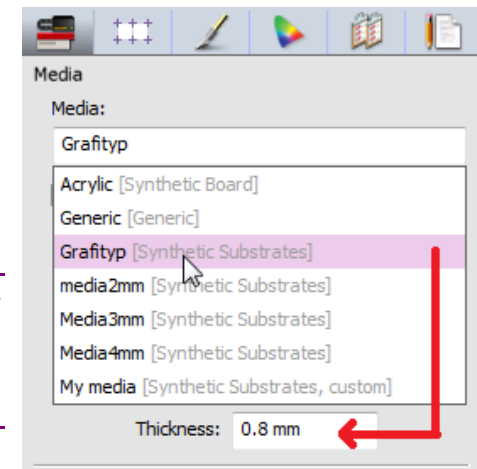 Media
Media:
Grafityp
Acrylic [Synthetic Board]
Generic [Generic]
Grafityp [Synthetic Substrates]
media2mm [Synthetic Substrates]
Media3mm [Synthetic Substrates]
Media4mm [Synthetic Substrates]
My media [Synthetic Substrates, custom]
Thickness: 0.8 mm